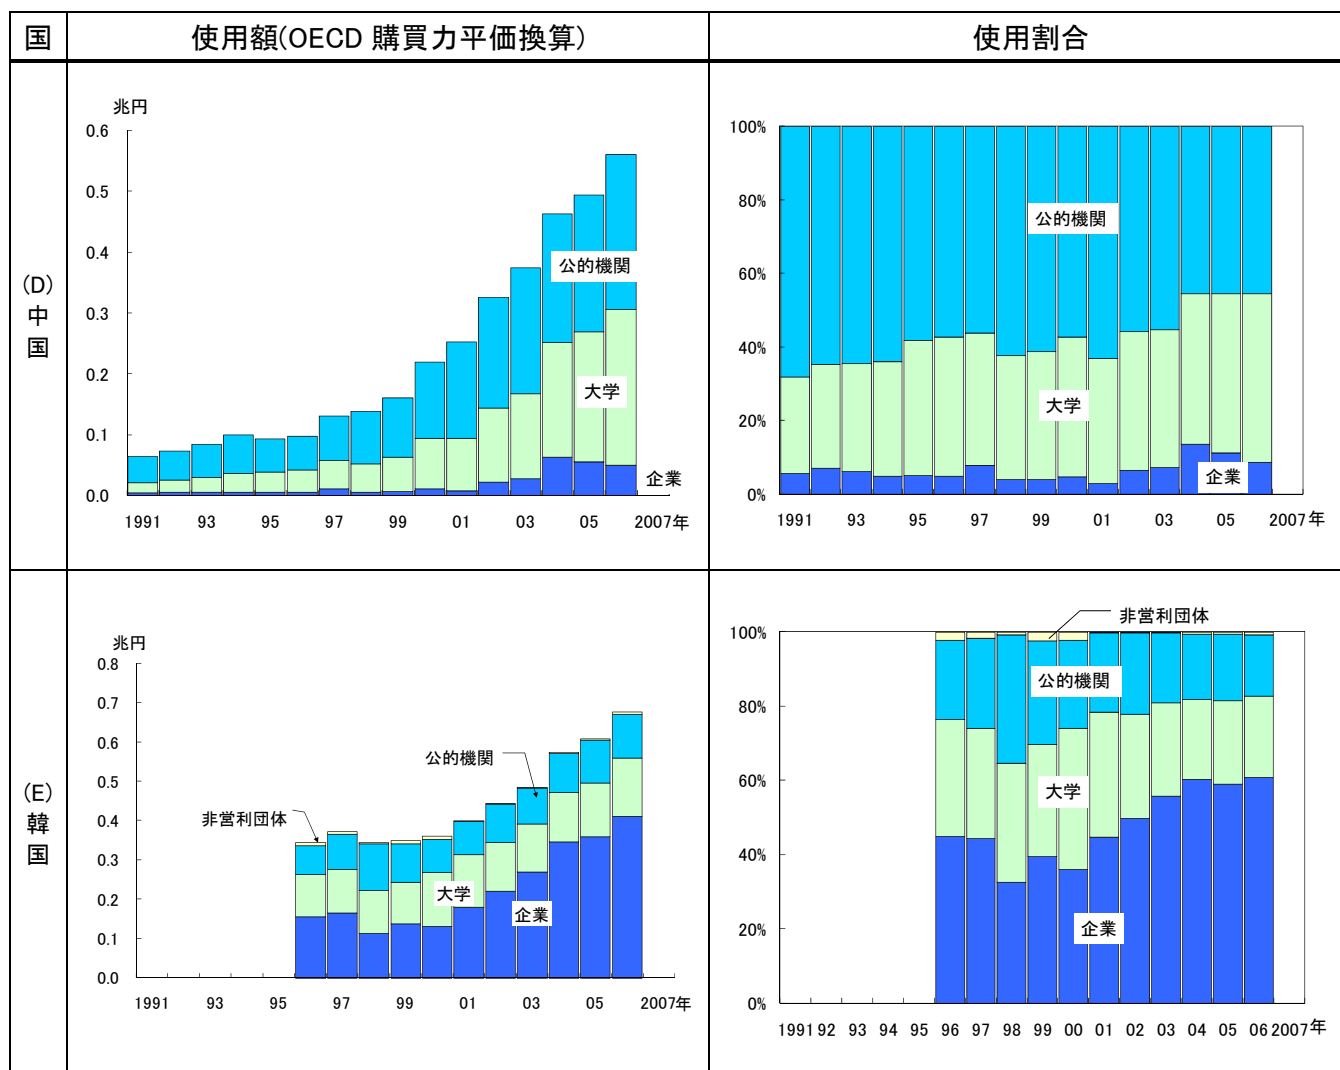 国 使用額(OECD 購買力平価換算) 使用割合
(D)
中
国
兆円
0.6
0.5
0.4
0.3
0.2
0.1
0.0
公的機関
大学
企業
1991 93 95 97 99 01 03 05 2007年
100%
80%
60%
40%
20%
0%
公的機関
大学
企業
1991 93 95 97 99 01 03 05 2007年
(E)
韓
国
兆円
0.8
0.7
0.6
0.5
0.4
0.3
0.2
0.1
0.0
公的機関
非営利団体
大学
企業
1991 93 95 97 99 01 03 05 2007年
非営利団体
100%
80%
60%
40%
20%
0%
公的機関
大学
企業
1991 92 93 94 95 96 97 98 99 00 01 02 03 04 05 06 2007年